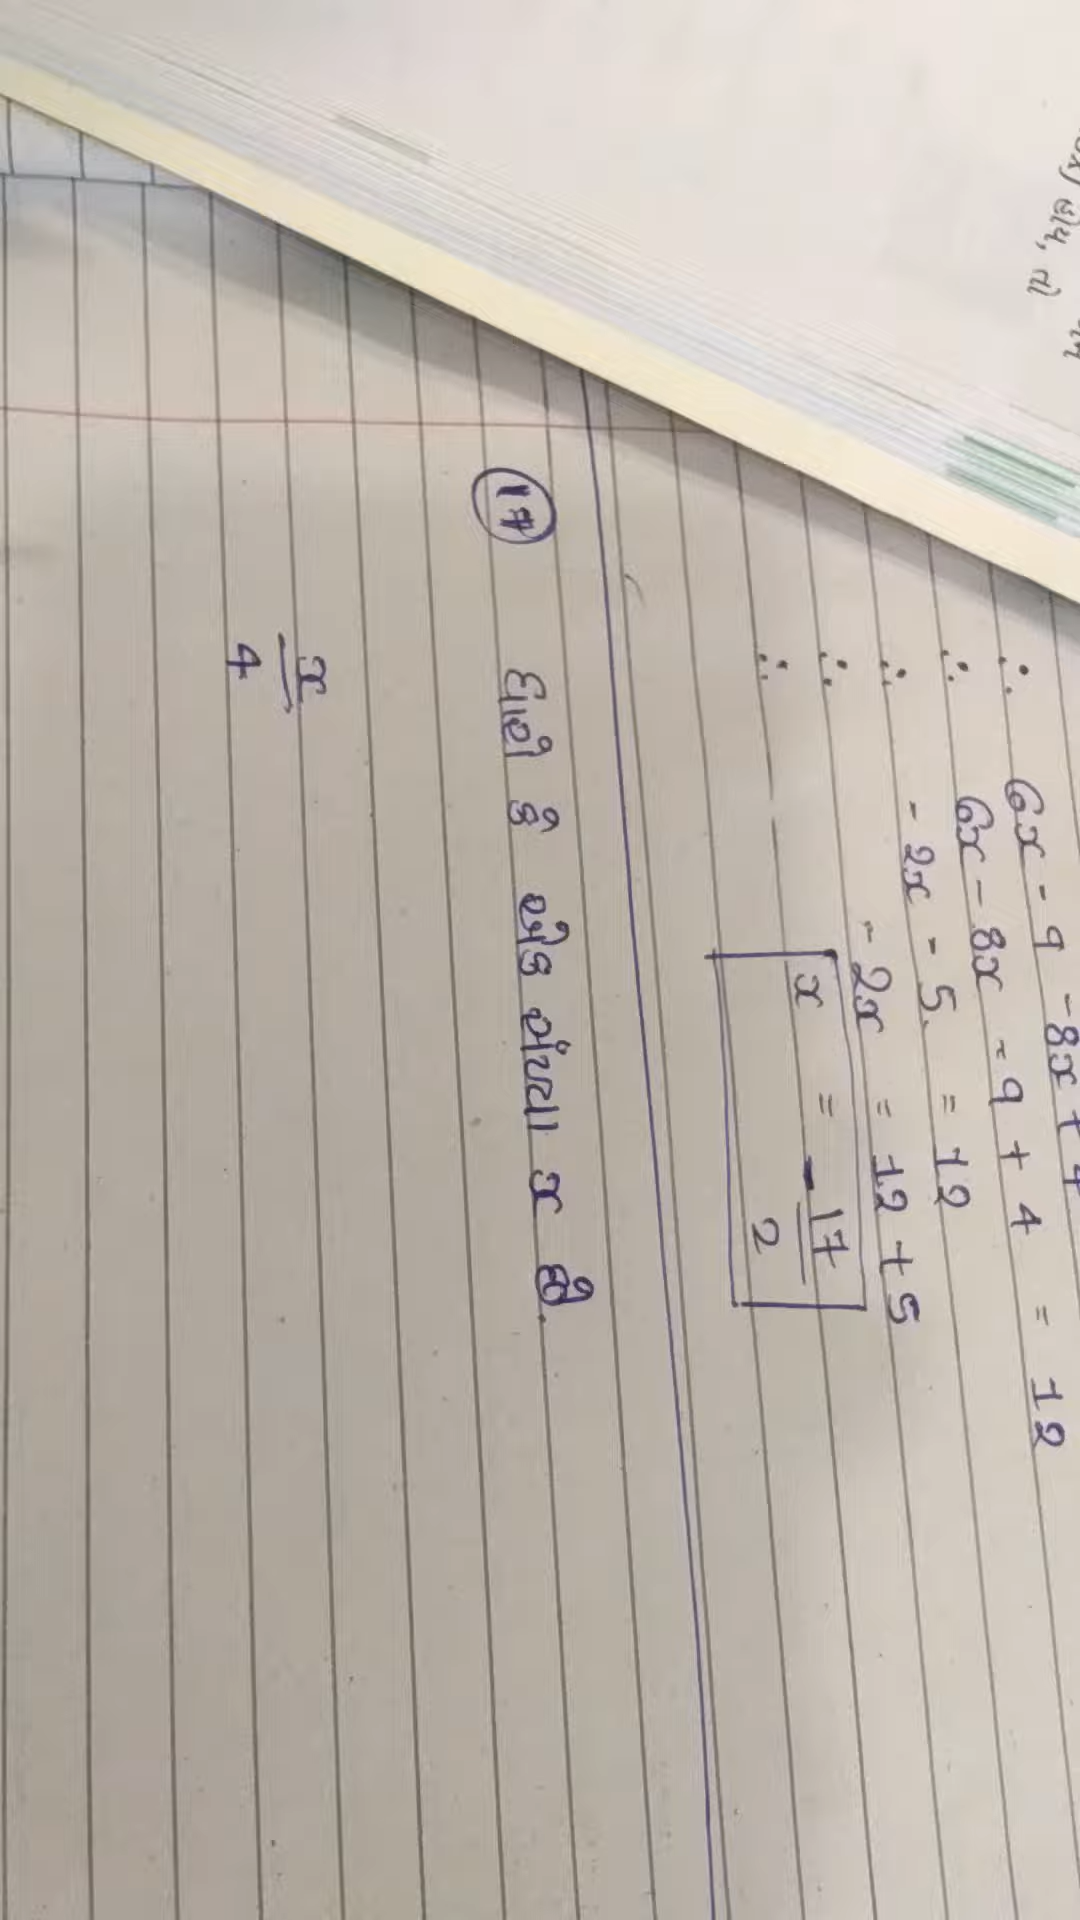 હોય, તો
∴ 6x - 9 - 8x + 4 = 12
∴ 6x - 8x - 9 + 4 = 12
∴ - 2x - 5 = 12
∴ - 2x = 12 + 5
∴ x = - 17/2
17 ધારો કે એક સંખ્યા x છે.
x/4